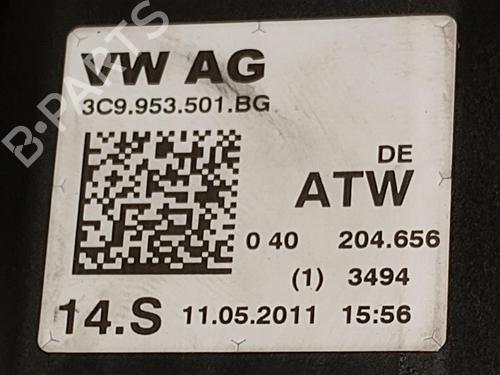 VW AG
3C9.953.501.BG
DE
ATW
0 40 204.656
(1) 3494
14.S 11.05.2011 15:56
B-PARTS